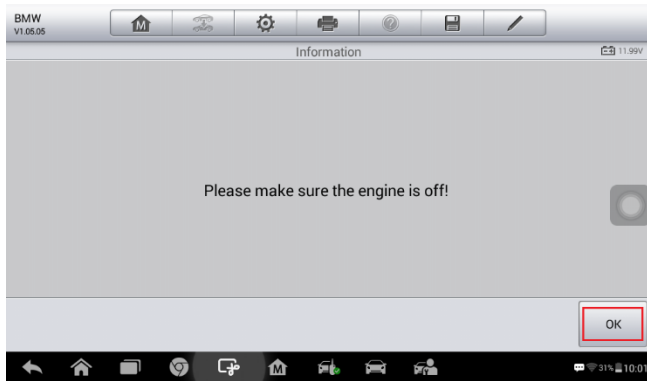 BMW
V1.05.05
M
Information
11.99V
Please make sure the engine is off!
OK
M
31%
10:01